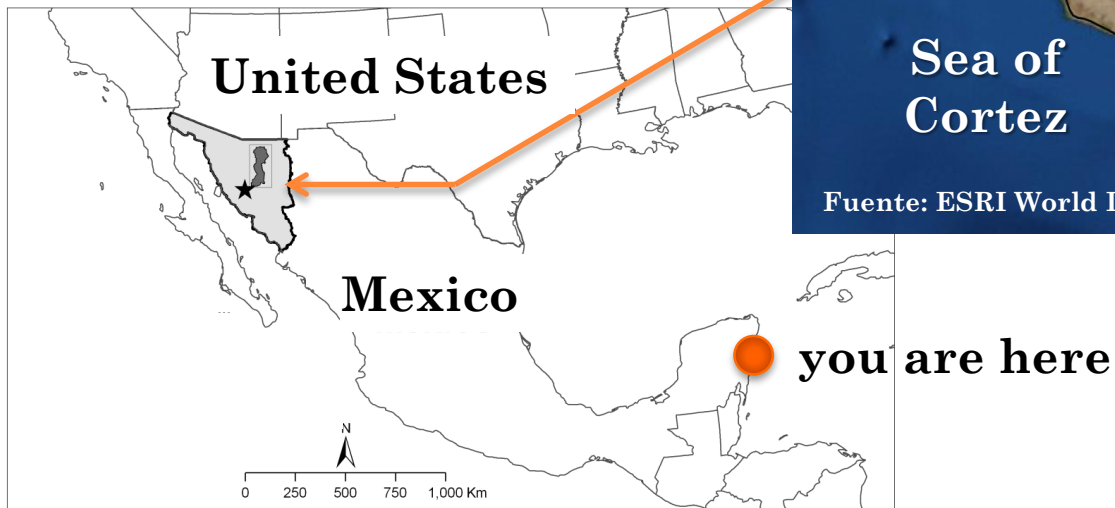 United States
Sea of
Cortez
Fuente: ESRI World
Mexico
you are here
N
0 250 500 750 1,000 Km